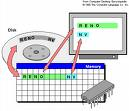 From Computer Desktop Encyclopedia
RENO
NV
Disk
RENO NV
Memory
RENO NV